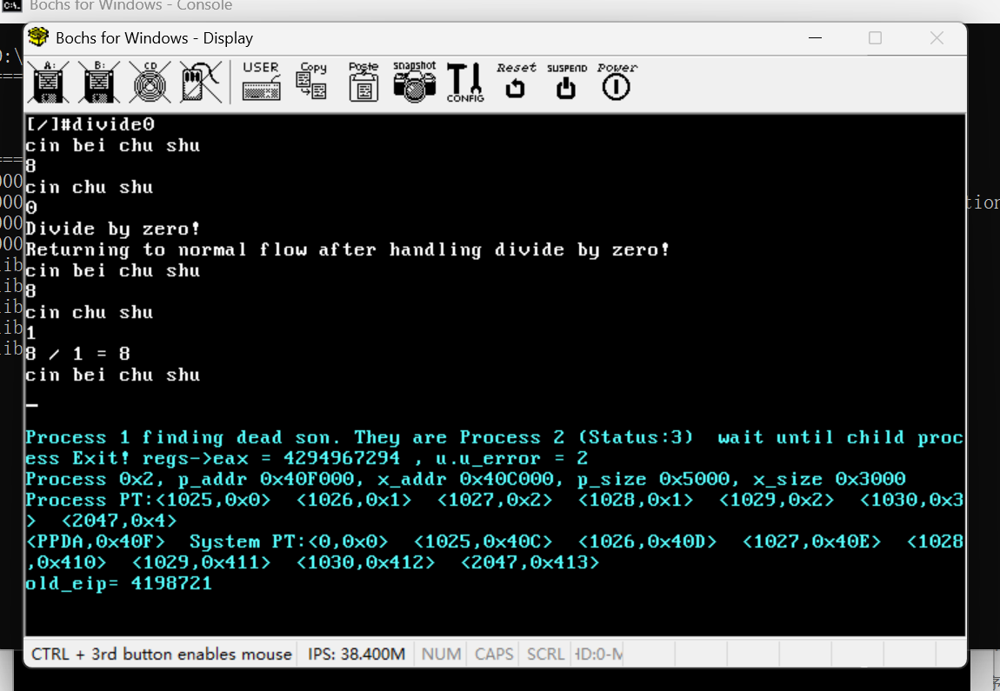 Bochs for Windows - Console
Bochs for Windows - Display
A: B: CD USER Copy Paste snapshot CONFIG Reset SUSPEND Power
[/]#divide0
cin bei chu shu
8
cin chu shu
0
Divide by zero!
Returning to normal flow after handling divide by zero!
cin bei chu shu
8
cin chu shu
1
8 / 1 = 8
cin bei chu shu
Process 1 finding dead son. They are Process 2 (Status:3)  wait until child proc
ess Exit! regs->eax = 4294967294 , u.u_error = 2
Process 0x2, p_addr 0x40F000, x_addr 0x40C000, p_size 0x5000, x_size 0x3000
Process PT:<1025,0x0>  <1026,0x1>  <1027,0x2>  <1028,0x1>  <1029,0x2>  <1030,0x3
>  <2047,0x4>
<PPDA,0x40F>  System PT:<0,0x0>  <1025,0x40C>  <1026,0x40D>  <1027,0x40E>  <1028
,0x410>  <1029,0x411>  <1030,0x412>  <2047,0x413>
old_eip= 4198721
CTRL + 3rd button enables mouse IPS: 38.400M NUM CAPS SCRL HD:0-M